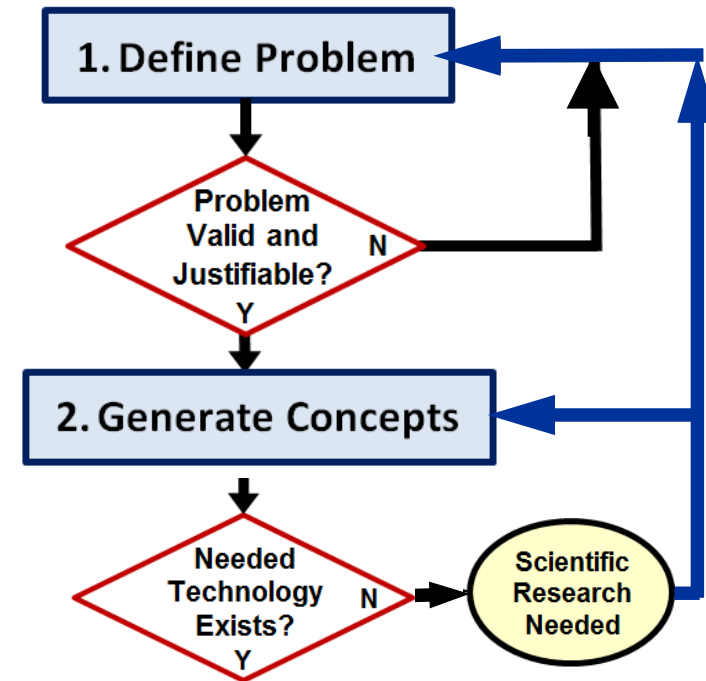 1. Define Problem
Problem
Valid and
N
Justifiable?
Y
2. Generate Concepts
Needed
Technology
N
Exists?
Y
Scientific
Research
Needed